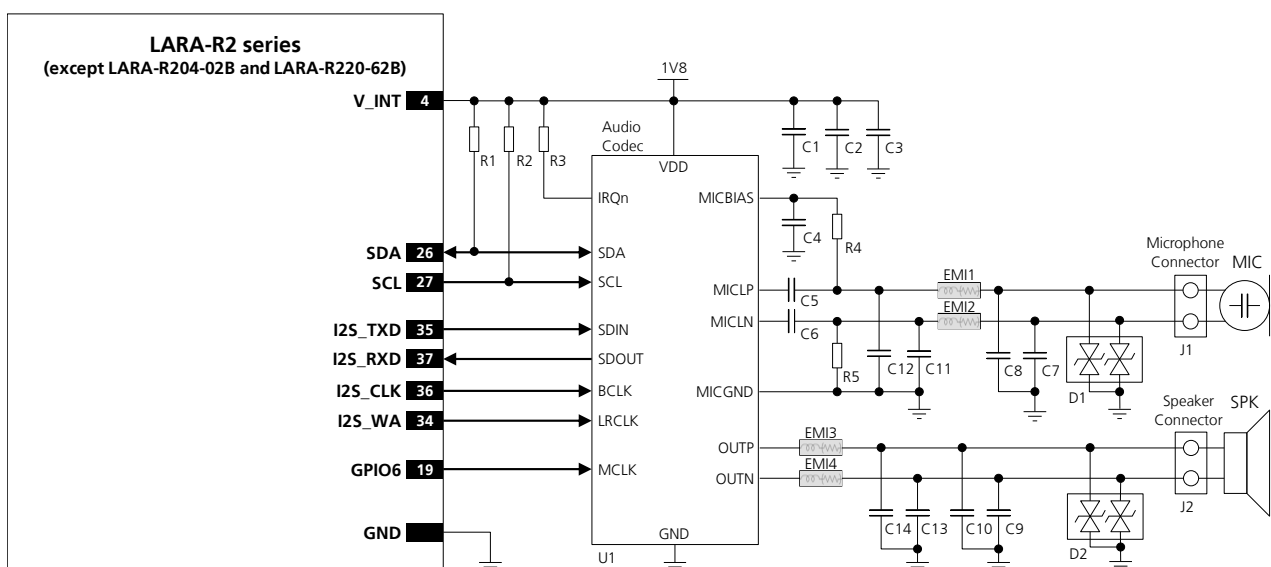 LARA-R2 series
(except LARA-R204-02B and LARA-R220-62B)
V_INT 4
SDA 26
SCL 27
I2S_TXD 35
I2S_RXD 37
I2S_CLK 36
I2S_WA 34
GPIO6 19
GND
R1
R2
R3
1V8
Audio
Codec
VDD
IRQn
SDA
SCL
SDIN
SDOUT
BCLK
LRCLK
MCLK
GND
U1
MICBIAS
MICLP
MICLN
MICGND
OUTP
OUTN
C1
C2
C3
C4
R4
C5
C6
R5
C12
C11
EMI1
EMI2
C8
C7
D1
Microphone
Connector
MIC
J1
EMI3
EMI4
C14
C13
C10
C9
D2
Speaker
Connector
SPK
J2